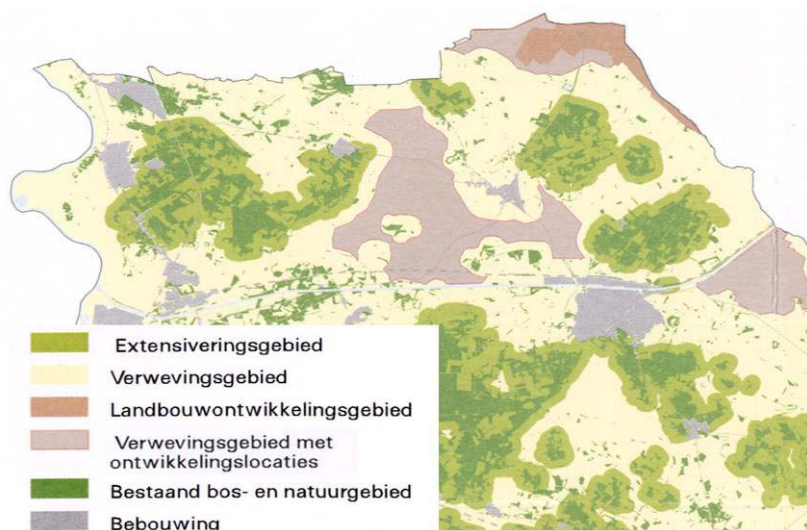 Extensiveringsgebied
Verwevingsgebied
Landbouwontwikkelingsgebied
Verwevingsgebied met
ontwikkelingslocaties
Bestaand bos- en natuurgebied
Bebouwing